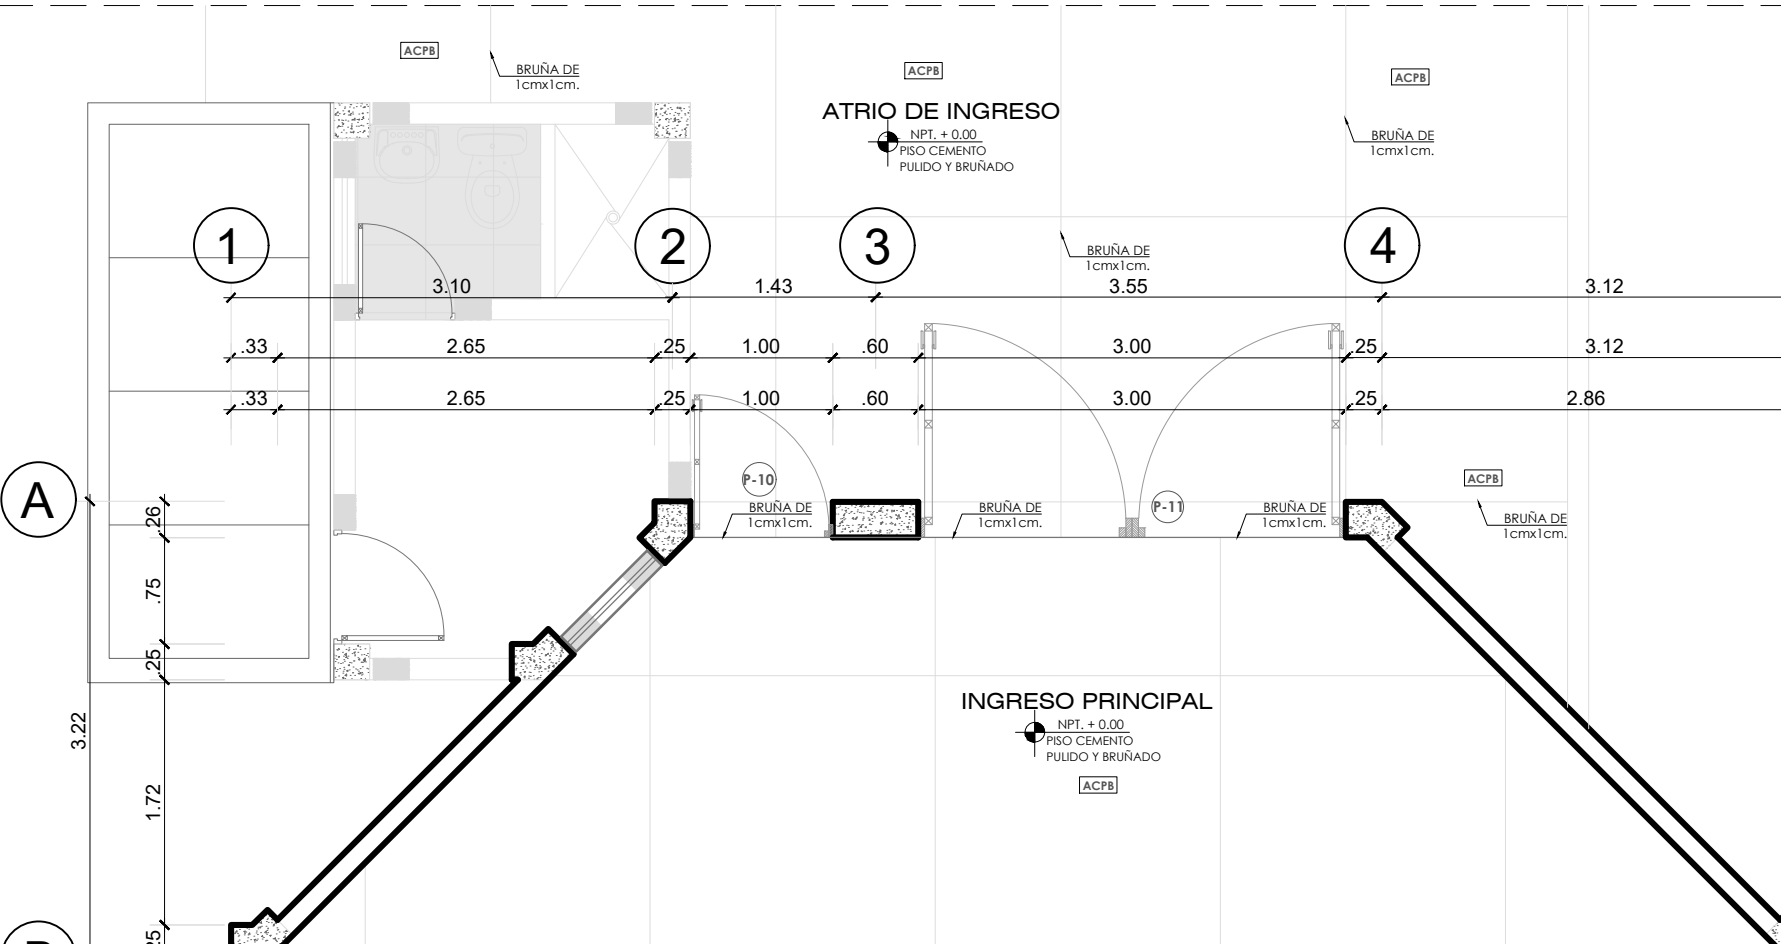 ACPB
BRUÑA DE
1cmx1cm.
ACPB
ACPB
ATRIO DE INGRESO
NPT. + 0.00
PISO CEMENTO
PULIDO Y BRUÑADO
BRUÑA DE
1cmx1cm.
1
2
3
4
BRUÑA DE
1cmx1cm.
3.10
1.43
3.55
3.12
.33
2.65
.25
1.00
.60
3.00
.25
3.12
.33
2.65
.25
1.00
.60
3.00
.25
2.86
A
P-10
P-11
ACPB
BRUÑA DE
1cmx1cm.
BRUÑA DE
1cmx1cm.
BRUÑA DE
1cmx1cm.
BRUÑA DE
1cmx1cm.
.26
.75
.25
3.22
1.72
INGRESO PRINCIPAL
NPT. + 0.00
PISO CEMENTO
PULIDO Y BRUÑADO
ACPB